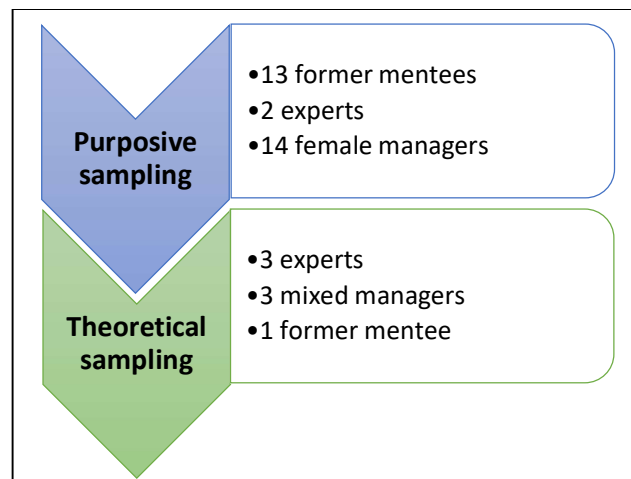 Purposive
sampling
•13 former mentees
•2 experts
•14 female managers
Theoretical
sampling
•3 experts
•3 mixed managers
•1 former mentee